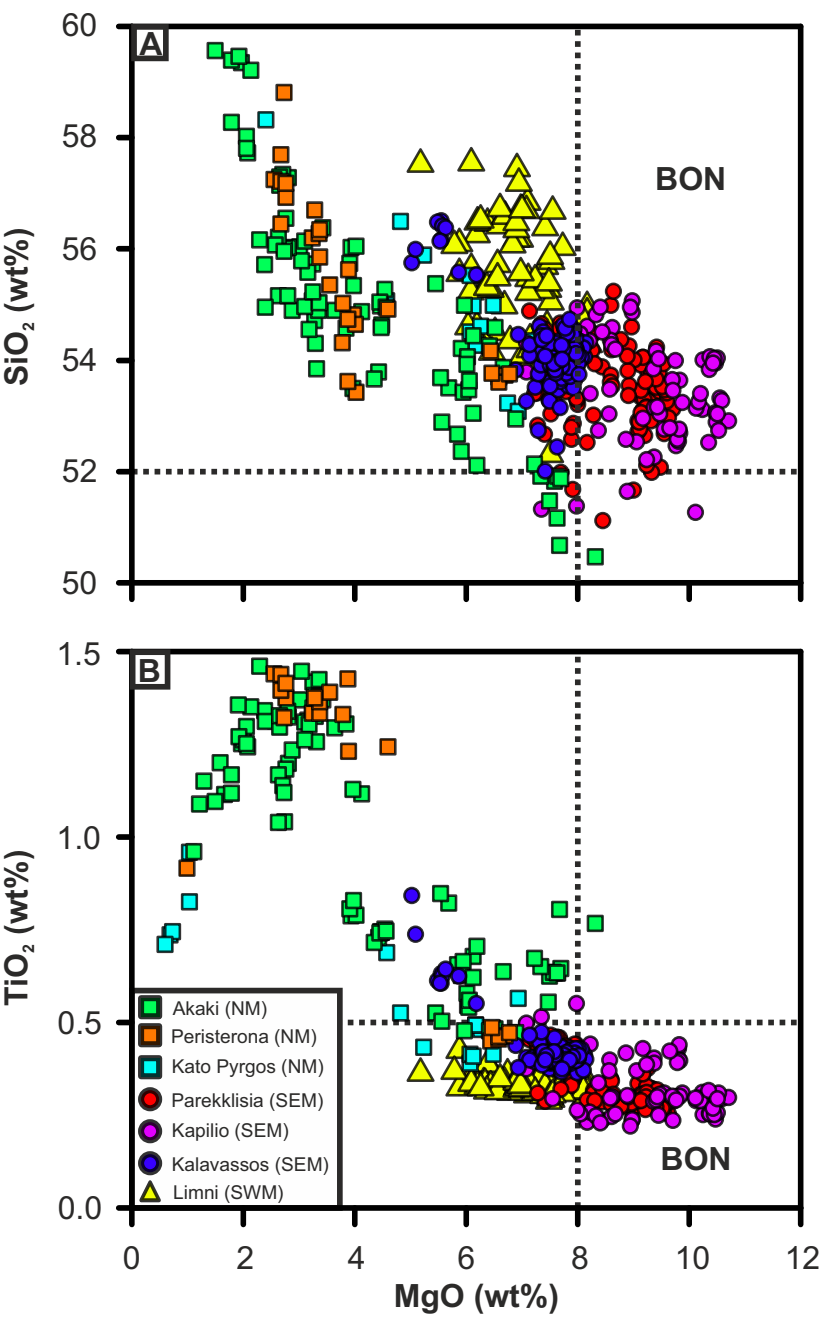 60
A
58
BON
56
SiO₂ (wt%)
54
52
50
1.5
B
1.0
TiO₂ (wt%)
0.5
Akaki (NM)
Peristerona (NM)
Kato Pyrgos (NM)
Parekklisia (SEM)
Kapilio (SEM)
Kalavassos (SEM)
Limni (SWM)
BON
0.0
0 2 4 6 8 10 12
MgO (wt%)